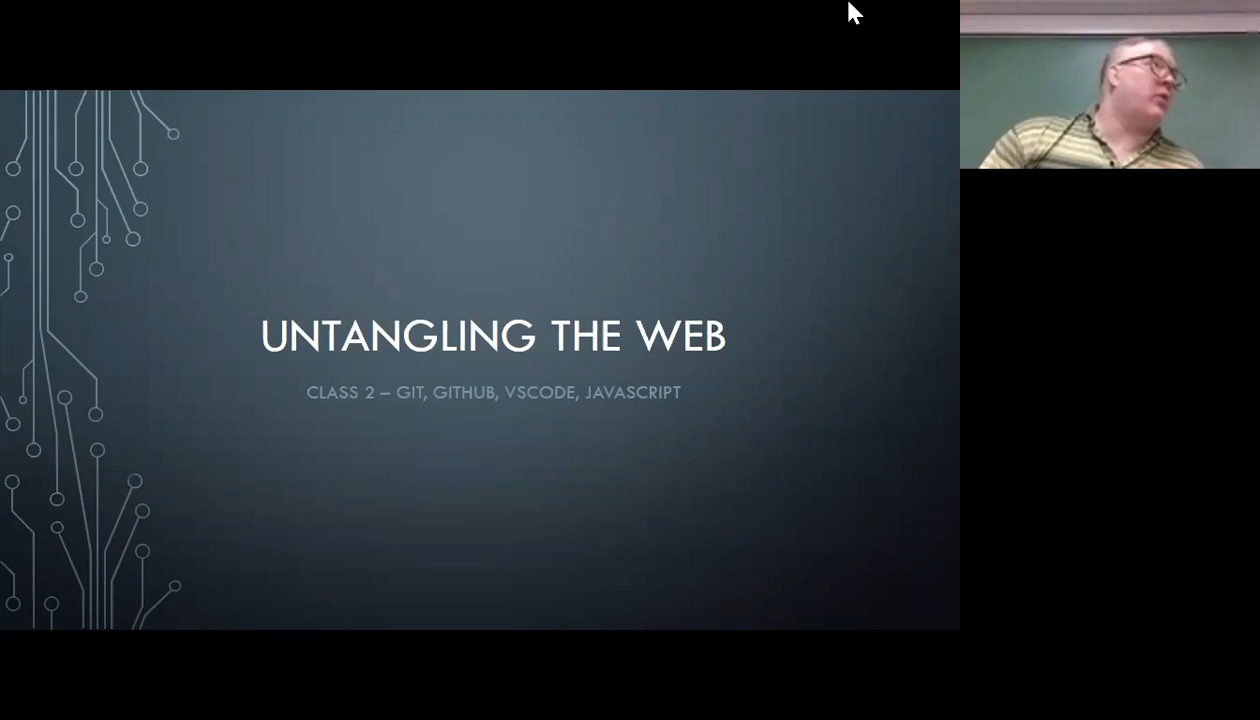 UNTANGLING THE WEB
CLASS 2 – GIT, GITHUB, VSCODE, JAVASCRIPT